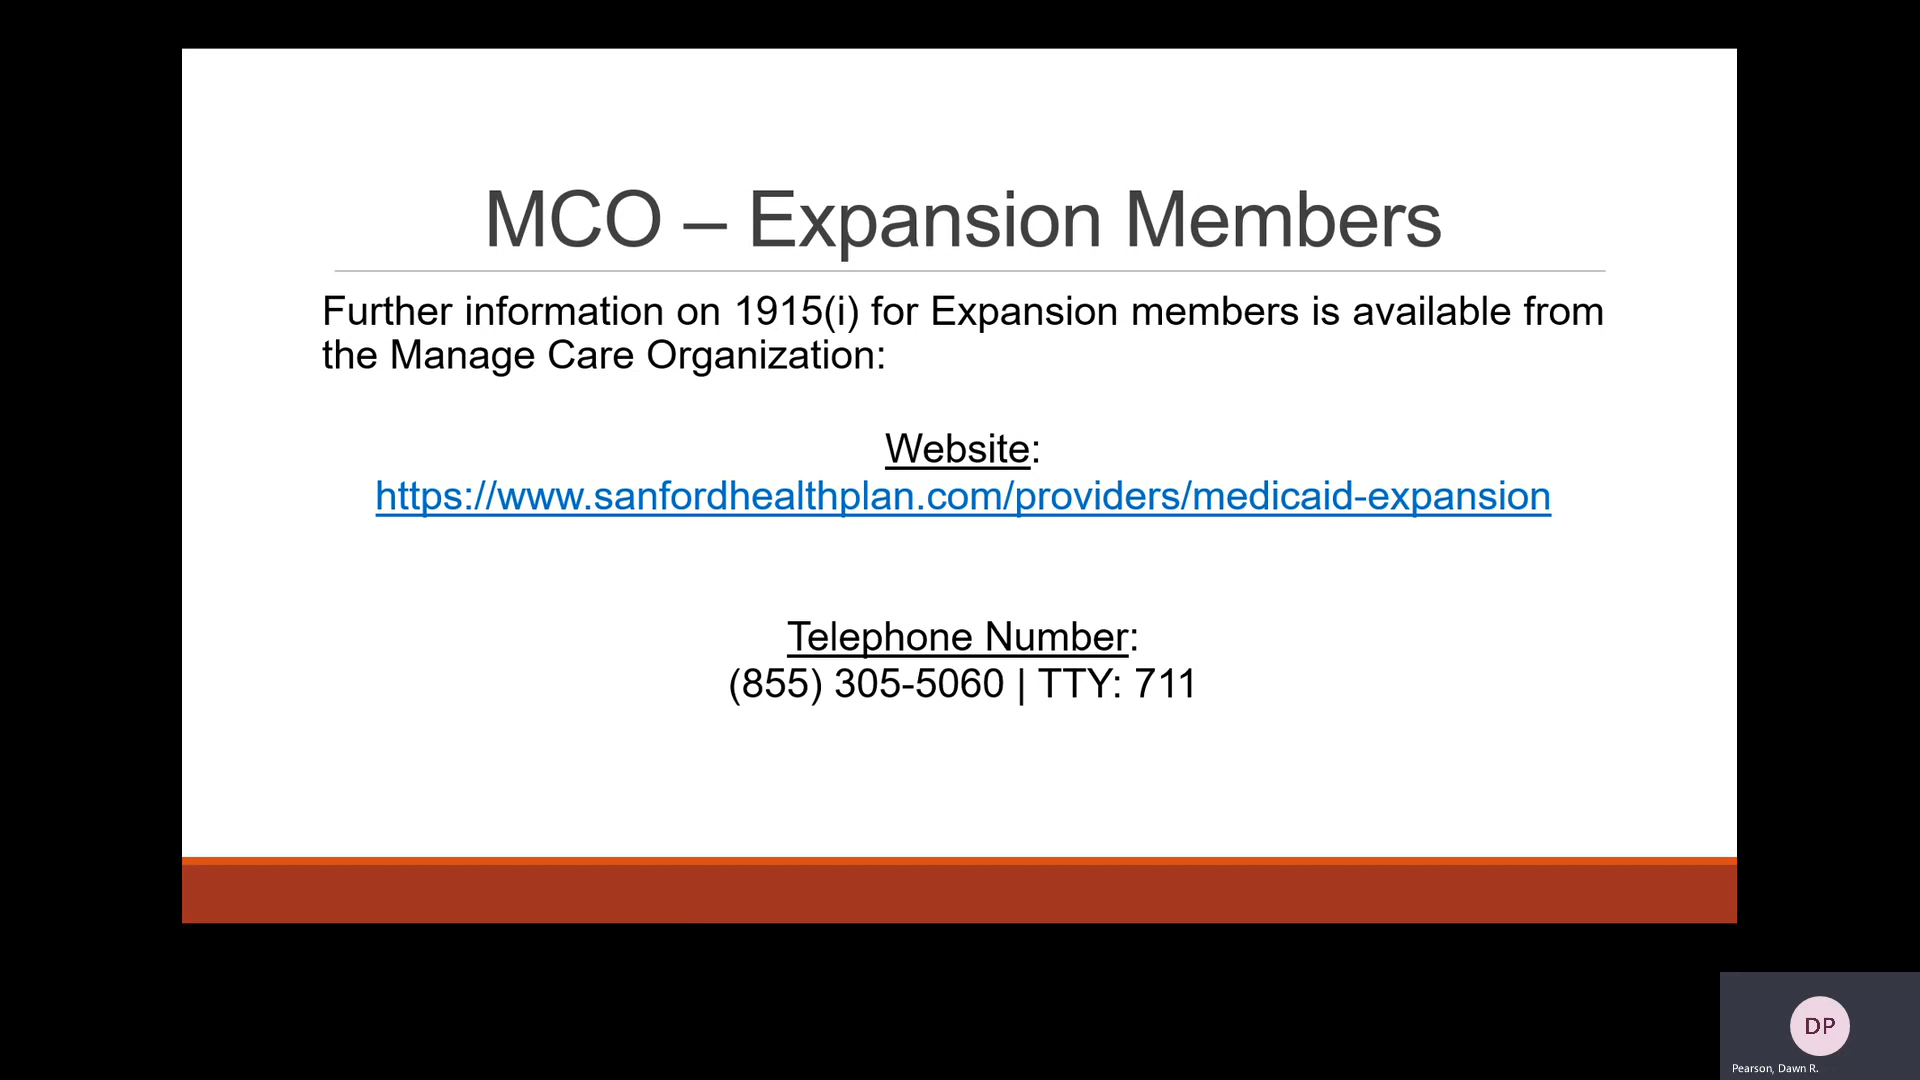 MCO – Expansion Members
Further information on 1915(i) for Expansion members is available from
the Manage Care Organization:
Website:
https://www.sanfordhealthplan.com/providers/medicaid-expansion
Telephone Number:
(855) 305-5060 | TTY: 711
DP
Pearson, Dawn R.